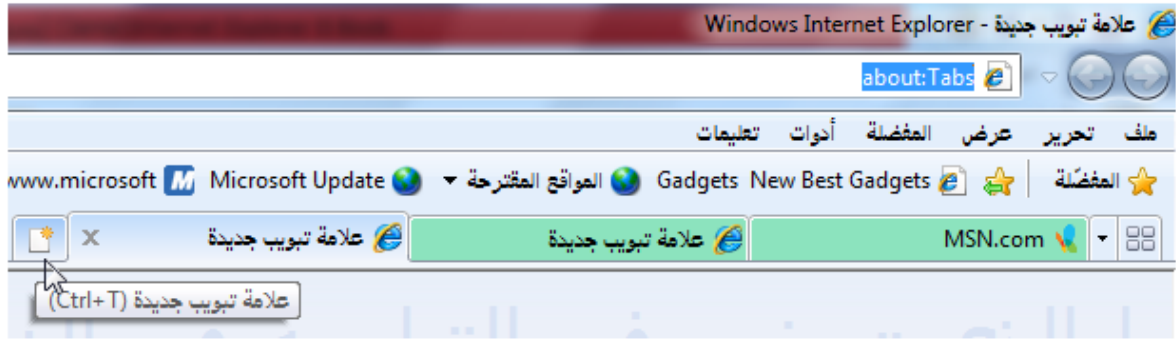 علامة تبويب جديدة - Windows Internet Explorer
about:Tabs
ملف تحرير عرض المفضلة أدوات تعليمات
المفضّلة New Best Gadgets Gadgets المواقع المقترحة Microsoft Update www.microsoft
MSN.com علامة تبويب جديدة علامة تبويب جديدة
علامة تبويب جديدة (Ctrl+T)